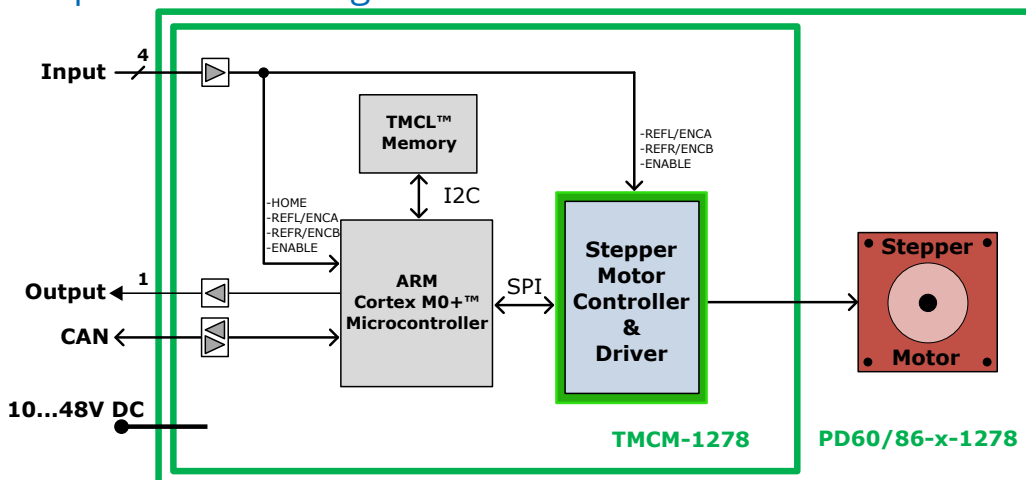 Input
4
TMCL™
Memory
-REFL/ENCA
-REFR/ENCB
-ENABLE
I2C
-HOME
-REFL/ENCA
-REFR/ENCB
-ENABLE
ARM
Cortex M0+™
Microcontroller
SPI
Stepper
Motor
Controller
&
Driver
Stepper
Motor
Output
1
CAN
10...48V DC
TMCM-1278
PD60/86-x-1278